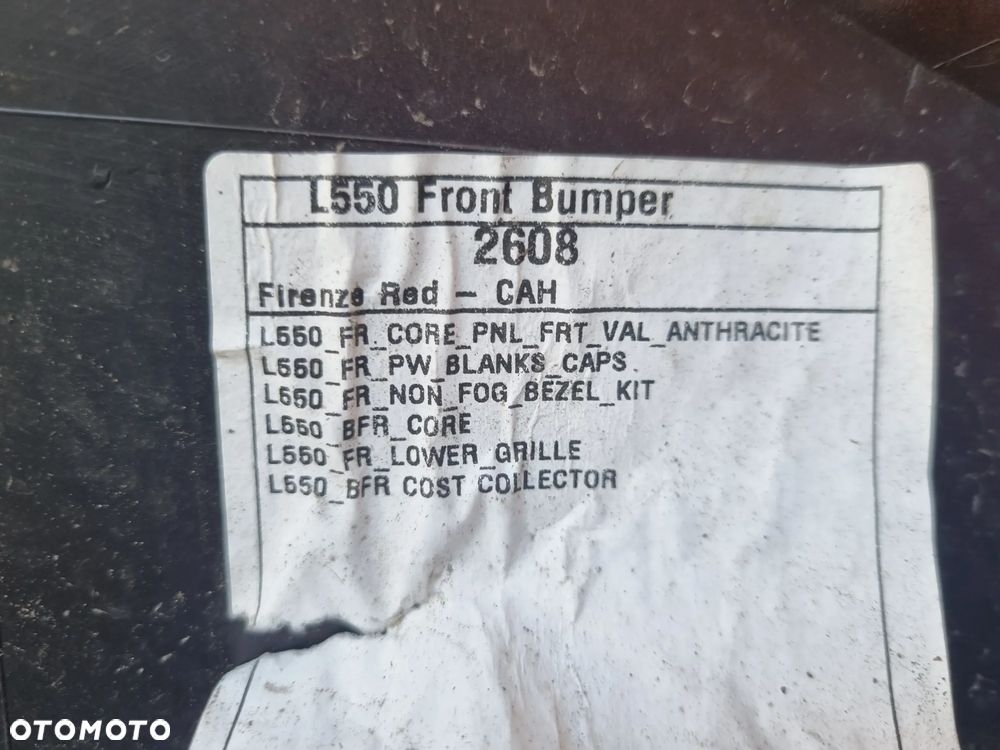 L550 Front Bumper
2608
Firenze Red - CAH
L550_FR_CORE_PNL_FRT_VAL_ANTHRACITE
L550_FR_PW_BLANKS_CAPS
L550_FR_NON_FOG_BEZEL_KIT
L550_BFR_CORE
L550_FR_LOWER_GRILLE
L550_BFR COST COLLECTOR
OTOMOTO